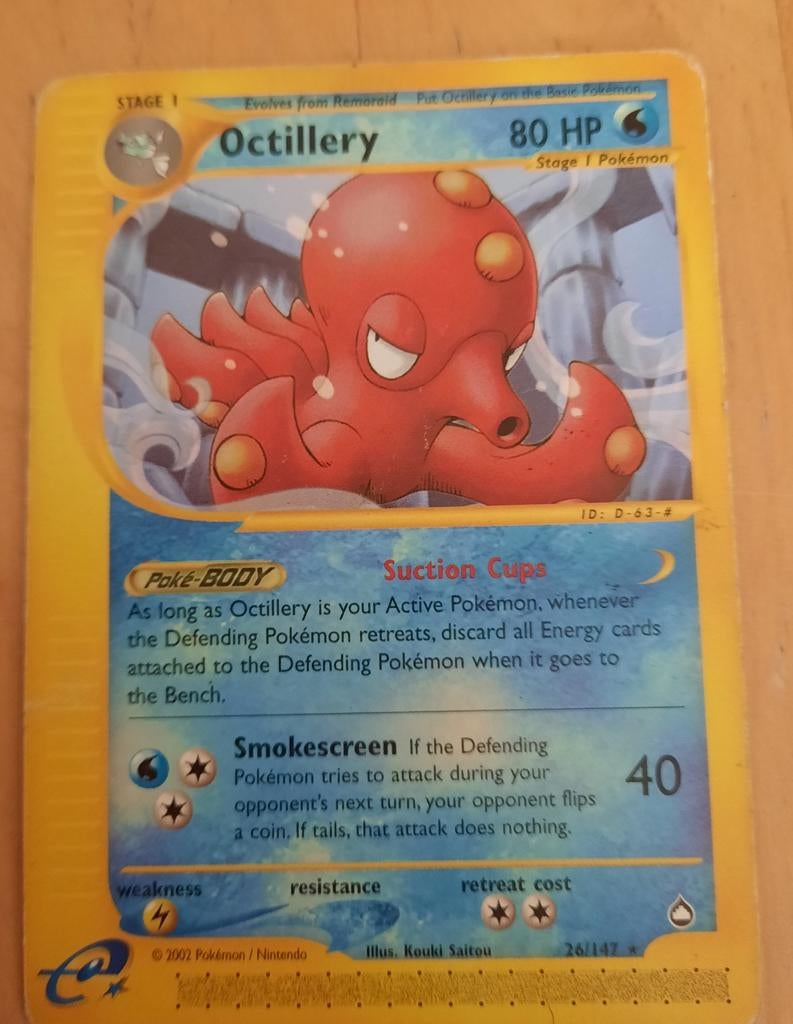 STAGE 1 Evolves from Remoraid Put Octillery on the Basic Pokémon
Octillery 80 HP
Stage 1 Pokémon
ID: D-63-#
Poké-BODY Suction Cups
As long as Octillery is your Active Pokémon, whenever
the Defending Pokémon retreats, discard all Energy cards
attached to the Defending Pokémon when it goes to
the Bench.
Smokescreen If the Defending
Pokémon tries to attack during your
opponent's next turn, your opponent flips
a coin. If tails, that attack does nothing.
40
weakness resistance retreat cost
© 2002 Pokémon / Nintendo Illus. Kouki Saitou 26/147
e